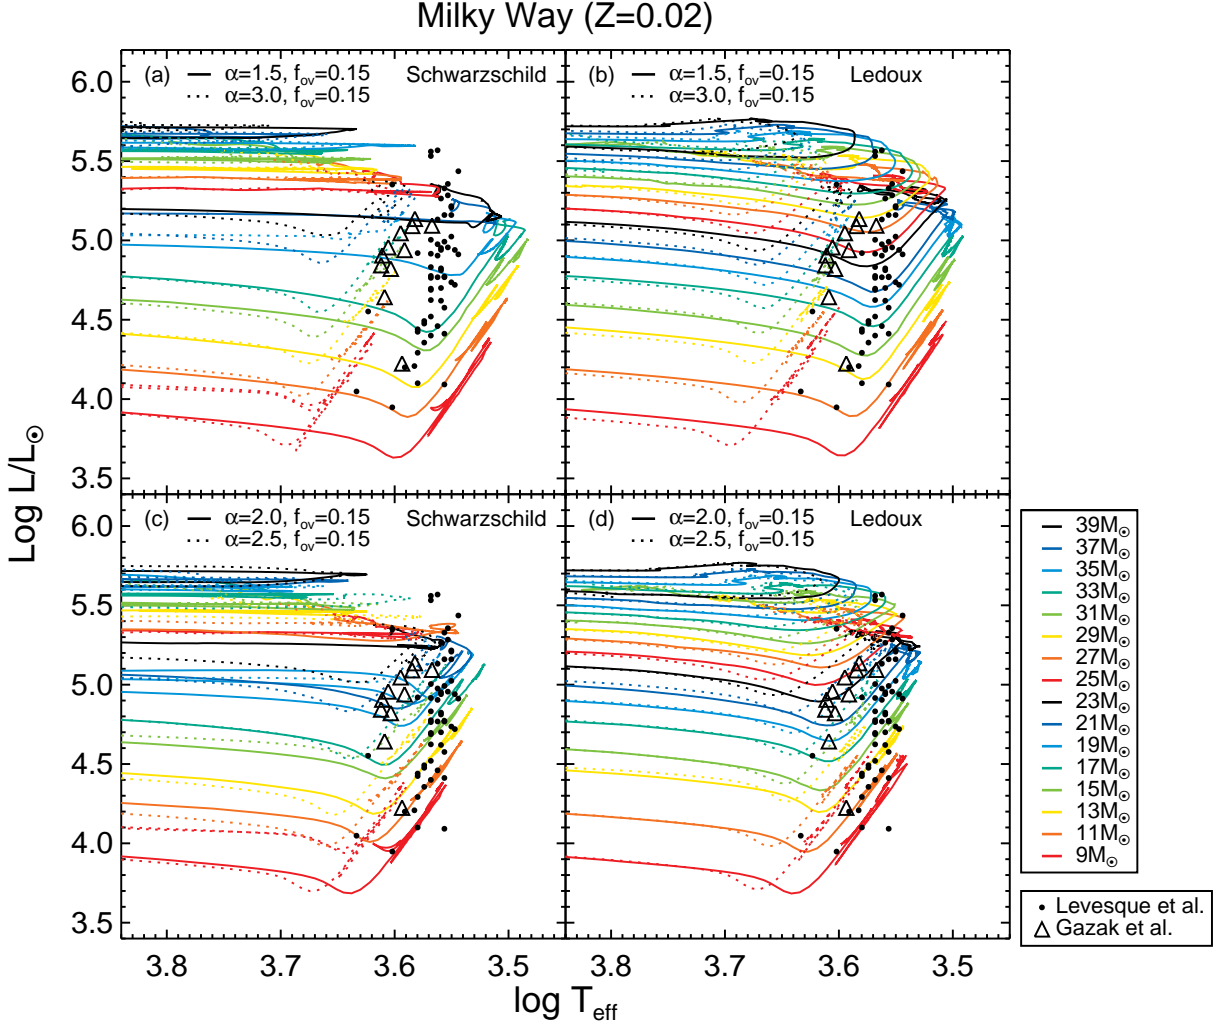 Milky Way (Z=0.02)
(a) α=1.5, f_ov=0.15 Schwarzschild
α=3.0, f_ov=0.15
(b) α=1.5, f_ov=0.15 Ledoux
α=3.0, f_ov=0.15
6.0
5.5
5.0
4.5
4.0
3.5
(c) α=2.0, f_ov=0.15 Schwarzschild
α=2.5, f_ov=0.15
(d) α=2.0, f_ov=0.15 Ledoux
α=2.5, f_ov=0.15
6.0
5.5
5.0
4.5
4.0
3.5
Log L/L⊙
3.8 3.7 3.6 3.5
3.8 3.7 3.6 3.5
log T_eff
39M⊙
37M⊙
35M⊙
33M⊙
31M⊙
29M⊙
27M⊙
25M⊙
23M⊙
21M⊙
19M⊙
17M⊙
15M⊙
13M⊙
11M⊙
9M⊙
Levesque et al.
Gazak et al.